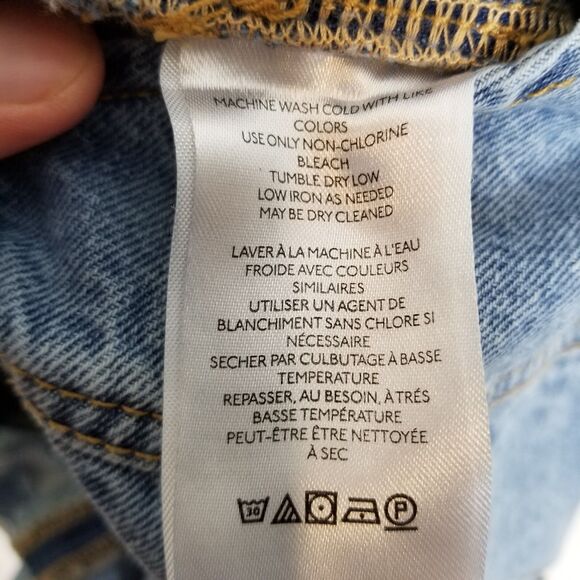 MACHINE WASH COLD WITH LIKE
COLORS
USE ONLY NON-CHLORINE
BLEACH
TUMBLE DRY LOW
LOW IRON AS NEEDED
MAY BE DRY CLEANED
LAVER À LA MACHINE À L'EAU
FROIDE AVEC COULEURS
SIMILAIRES
UTILISER UN AGENT DE
BLANCHIMENT SANS CHLORE SI
NÉCESSAIRE
SECHER PAR CULBUTAGE À BASSE
TEMPERATURE
REPASSER, AU BESOIN, À TRÉS
BASSE TEMPÉRATURE
PEUT-ÊTRE ÊTRE NETTOYÉE
À SEC
30 P